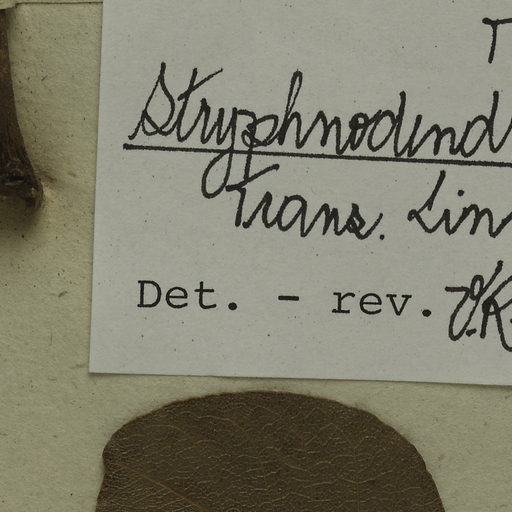 T
Stryphnodend
Trans. Lin
Det. - rev. J.K.